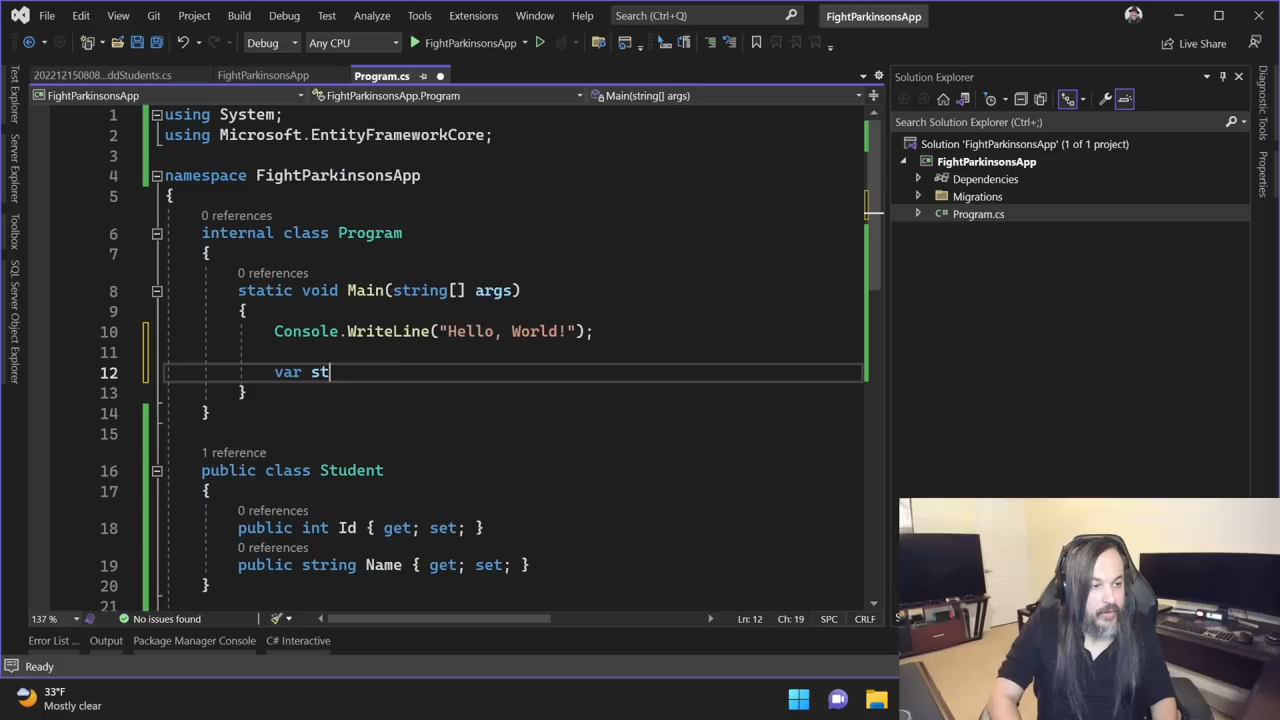 File Edit View Git Project Build Debug Test Analyze Tools Extensions Window Help Search (Ctrl+Q) FightParkinsonsApp
Debug Any CPU FightParkinsonsApp Live Share
202212150808...ddStudents.cs FightParkinsonsApp Program.cs
FightParkinsonsApp FightParkinsonsApp.Program Main(string[] args)
Test Explorer
Server Explorer
Toolbox
SQL Server Object Explorer
1 using System;
2 using Microsoft.EntityFrameworkCore;
3
4 namespace FightParkinsonsApp
5 {
0 references
6 internal class Program
7 {
0 references
8 static void Main(string[] args)
9 {
10 Console.WriteLine("Hello, World!");
11
12 var st
13 }
14 }
15
1 reference
16 public class Student
17 {
0 references
18 public int Id { get; set; }
0 references
19 public string Name { get; set; }
20 }
21
137 % No issues found Ln: 12 Ch: 19 SPC CRLF
Error List ... Output Package Manager Console C# Interactive
Ready
Solution Explorer
Search Solution Explorer (Ctrl+;)
Solution 'FightParkinsonsApp' (1 of 1 project)
FightParkinsonsApp
Dependencies
Migrations
Program.cs
Diagnostic Tools
Properties
33°F
Mostly clear